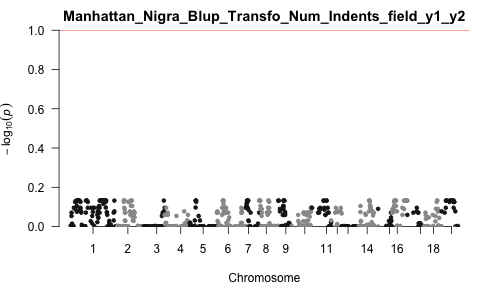 Manhattan_Nigra_Blup_Transfo_Num_Indents_field_y1_y2
1.0
0.8
0.6
0.4
0.2
0.0
− log₁₀(p)
1 2 3 4 5 6 7 8 9 11 14 16 18
Chromosome